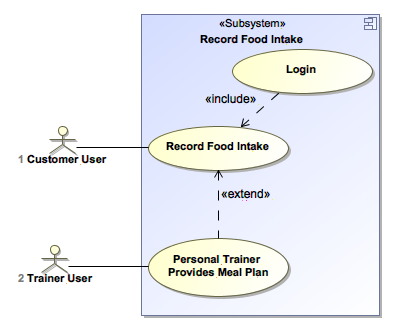 «Subsystem»
Record Food Intake
Login
«include»
Record Food Intake
1 Customer User
«extend»
Personal Trainer
Provides Meal Plan
2 Trainer User